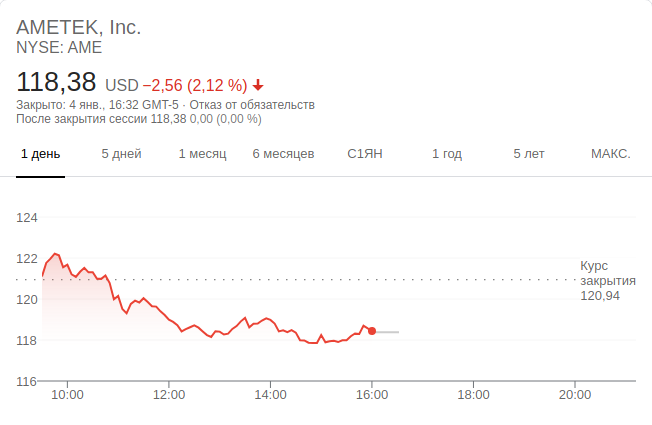 AMETEK, Inc.
NYSE: AME
118,38 USD −2,56 (2,12 %)
Закрыто: 4 янв., 16:32 GMT-5 · Отказ от обязательств
После закрытия сессии 118,38 0,00 (0,00 %)
1 день 5 дней 1 месяц 6 месяцев С1ЯН 1 год 5 лет МАКС.
124
122
Курс
закрытия
120,94
120
118
116
10:00 12:00 14:00 16:00 18:00 20:00